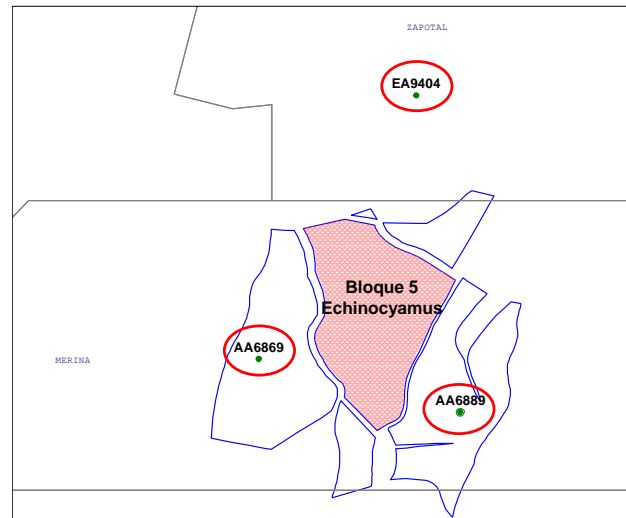 ZAPOTAL
EA9404
Bloque 5
Echinocyamus
AA6869
MERINA
AA6889